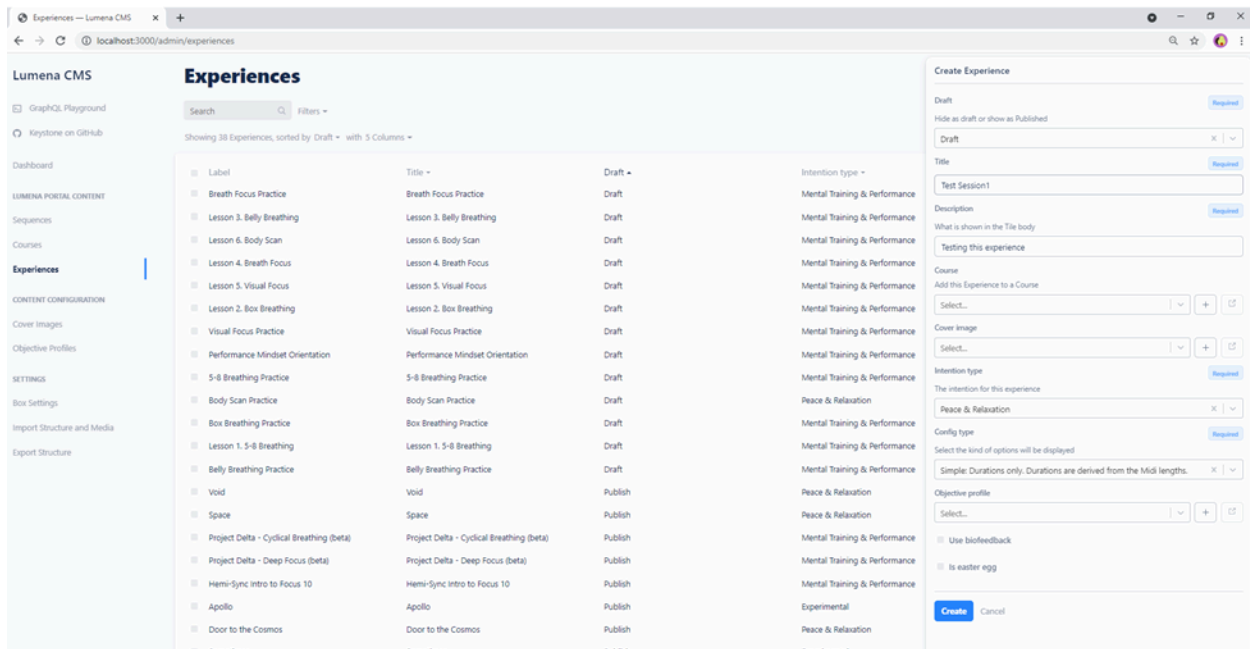 Experiences — Lumena CMS
localhost:3000/admin/experiences
Lumena CMS
GraphQL Playground
Keystone on GitHub
Dashboard
LUMENA PORTAL CONTENT
Sequences
Courses
Experiences
CONTENT CONFIGURATION
Cover Images
Objective Profiles
SETTINGS
Box Settings
Import Structure and Media
Export Structure
Experiences
Search Filters
Showing 38 Experiences, sorted by Draft with 5 Columns
Label Title Draft Intention type
Breath Focus Practice Breath Focus Practice Draft Mental Training & Performance
Lesson 3. Belly Breathing Lesson 3. Belly Breathing Draft Mental Training & Performance
Lesson 6. Body Scan Lesson 6. Body Scan Draft Mental Training & Performance
Lesson 4. Breath Focus Lesson 4. Breath Focus Draft Mental Training & Performance
Lesson 5. Visual Focus Lesson 5. Visual Focus Draft Mental Training & Performance
Lesson 2. Box Breathing Lesson 2. Box Breathing Draft Mental Training & Performance
Visual Focus Practice Visual Focus Practice Draft Mental Training & Performance
Performance Mindset Orientation Performance Mindset Orientation Draft Mental Training & Performance
5-8 Breathing Practice 5-8 Breathing Practice Draft Mental Training & Performance
Body Scan Practice Body Scan Practice Draft Peace & Relaxation
Box Breathing Practice Box Breathing Practice Draft Mental Training & Performance
Lesson 1. 5-8 Breathing Lesson 1. 5-8 Breathing Draft Mental Training & Performance
Belly Breathing Practice Belly Breathing Practice Draft Mental Training & Performance
Void Void Publish Peace & Relaxation
Space Space Publish Peace & Relaxation
Project Delta - Cyclical Breathing (beta) Project Delta - Cyclical Breathing (beta) Publish Mental Training & Performance
Project Delta - Deep Focus (beta) Project Delta - Deep Focus (beta) Publish Mental Training & Performance
Hemi-Sync Intro to Focus 10 Hemi-Sync Intro to Focus 10 Publish Mental Training & Performance
Apollo Apollo Publish Experimental
Door to the Cosmos Door to the Cosmos Publish Peace & Relaxation
Create Experience
Draft Required
Hide as draft or show as Published
Draft
Title Required
Test Session1
Description Required
What is shown in the Tile body
Testing this experience
Course
Add this Experience to a Course
Select...
Cover image
Select...
Intention type Required
The intention for this experience
Peace & Relaxation
Config type Required
Select the kind of options will be displayed
Simple: Durations only. Durations are derived from the Midi lengths.
Objective profile
Select...
Use biofeedback
Is easter egg
Create Cancel